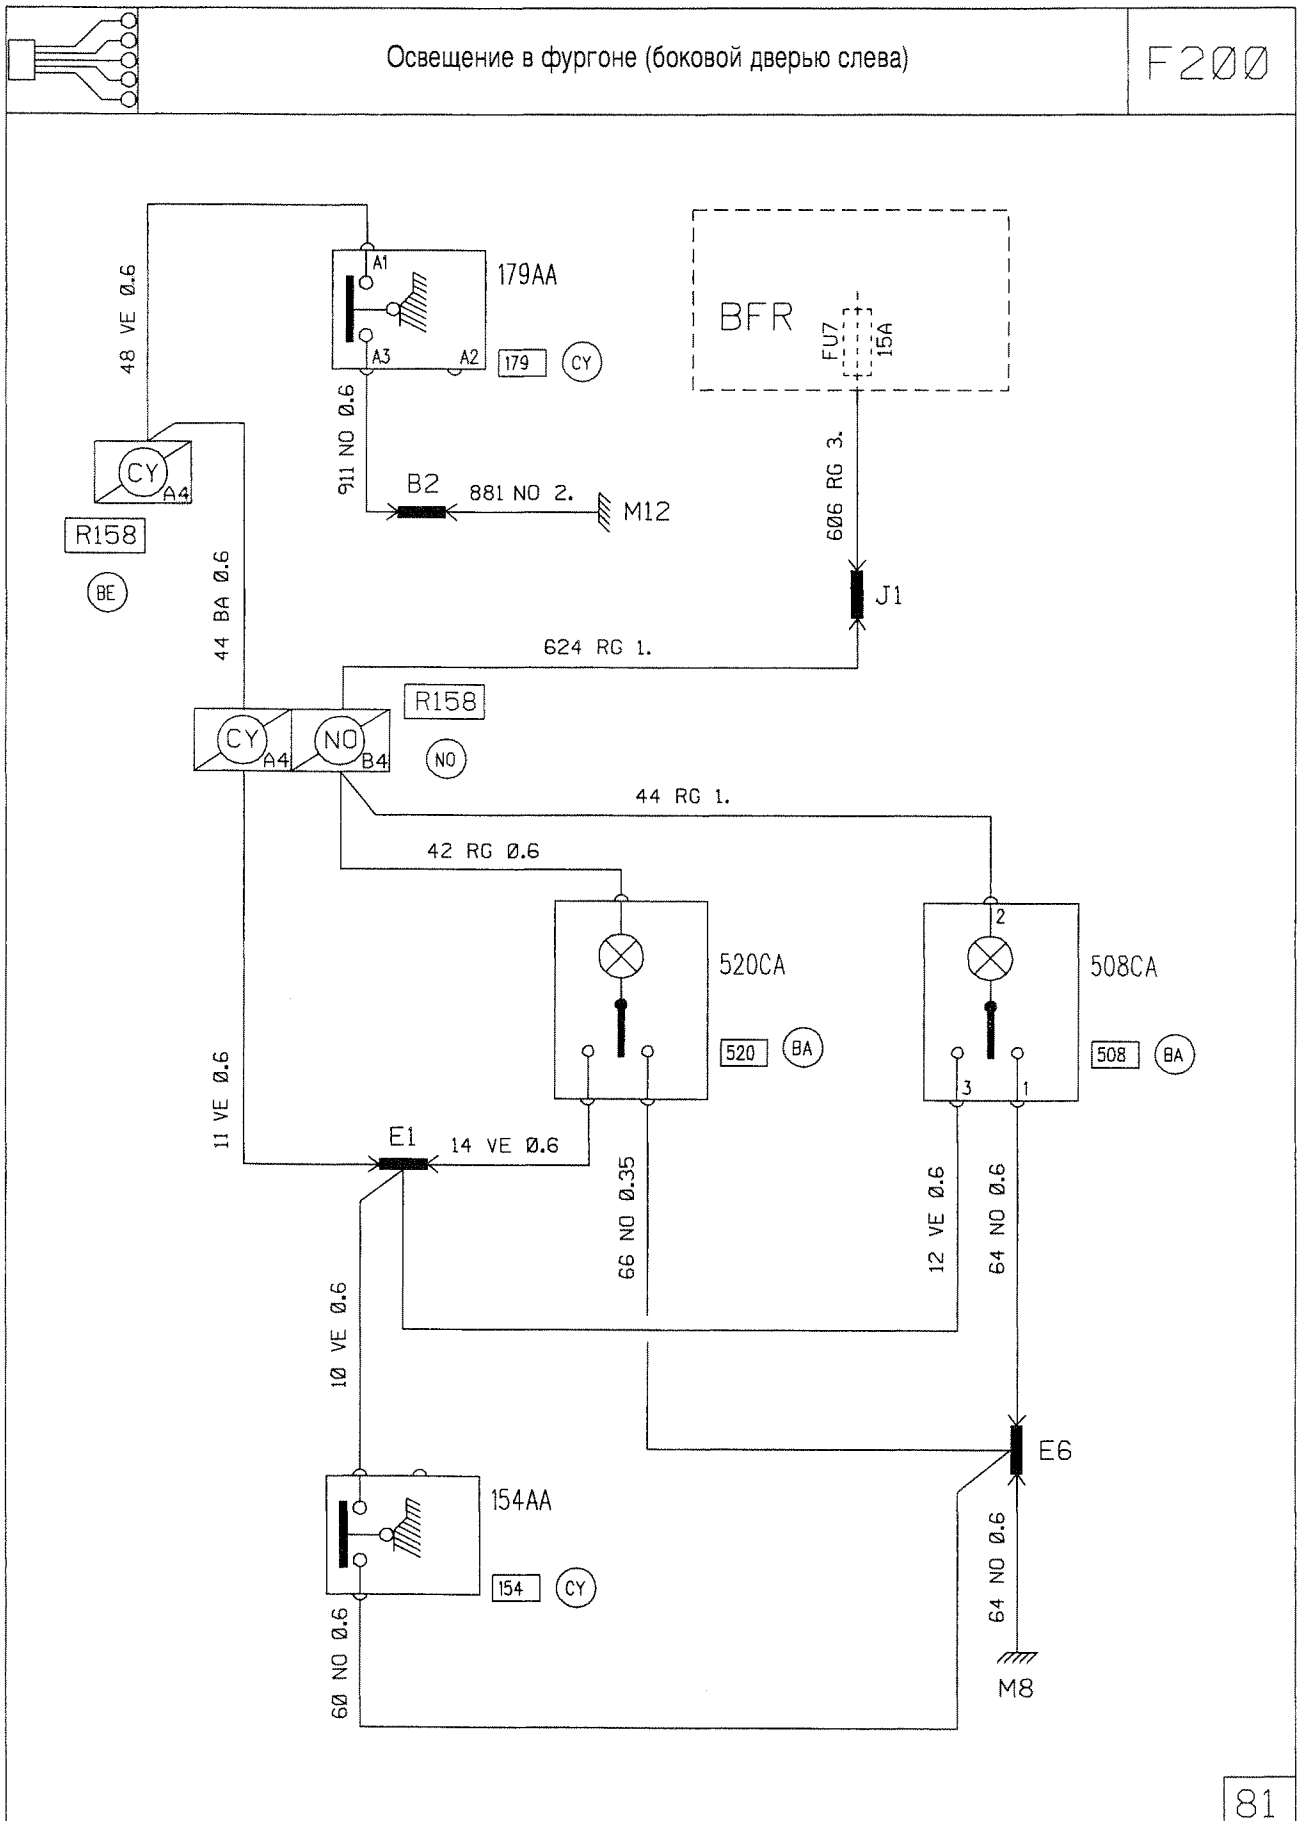 Освещение в фургоне (боковой дверью слева)
F200
48 VE 0.6
A1
179AA
A3
A2
179
CY
911 NO 0.6
B2
881 NO 2.
M12
BFR
FU7
15A
606 RG 3.
J1
CY
A4
R158
BE
44 BA 0.6
624 RG 1.
R158
CY
A4
NO
B4
NO
44 RG 1.
42 RG 0.6
520CA
520
BA
2
508CA
508
BA
3
1
11 VE 0.6
E1
14 VE 0.6
66 NO 0.35
12 VE 0.6
64 NO 0.6
10 VE 0.6
E6
154AA
154
CY
64 NO 0.6
60 NO 0.6
M8
81